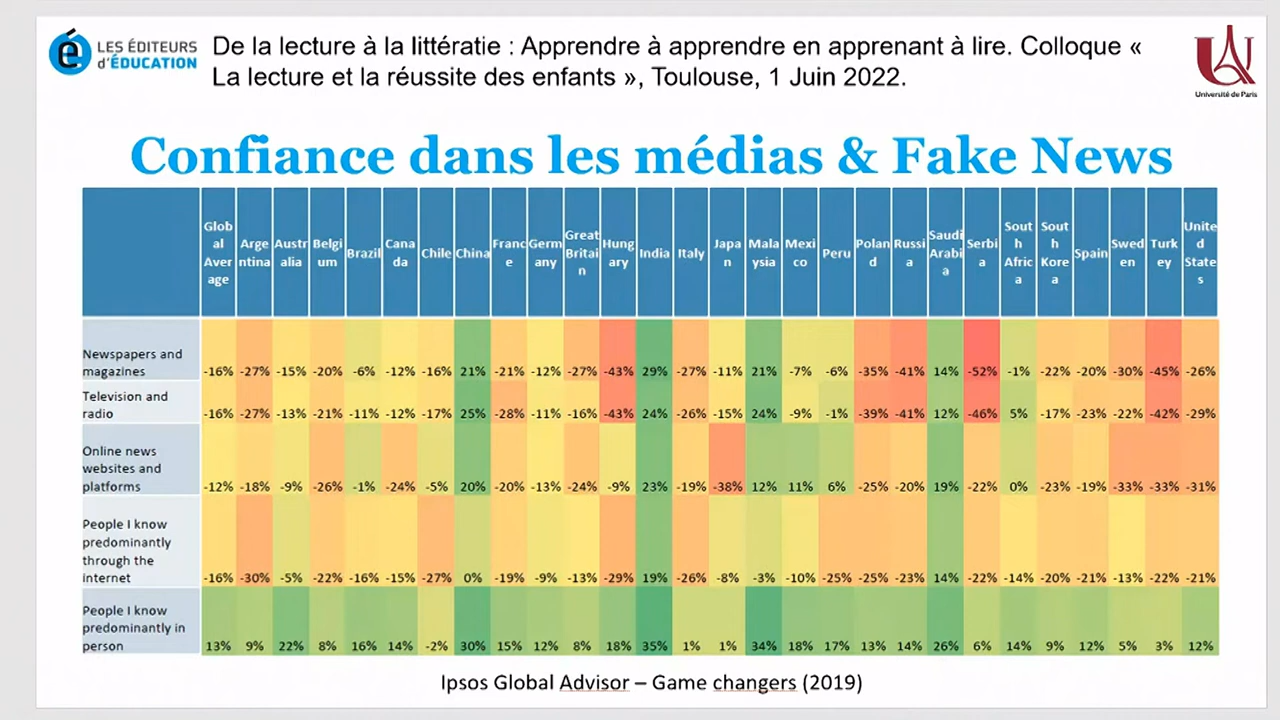 LES ÉDITEURS
d'ÉDUCATION
De la lecture à la littératie : Apprendre à apprendre en apprenant à lire. Colloque «
La lecture et la réussite des enfants », Toulouse, 1 Juin 2022.
Université de Paris
Confiance dans les médias & Fake News
Global Average Argentina Australia Belgium Brazil Canada Chile China France Germany Great Britain Hungary India Italy Japan Malaysia Mexico Peru Poland Russia Saudi Arabia Serbia South Africa South Korea Spain Sweden Turkey United States
Newspapers and
magazines -16% -27% -15% -20% -6% -12% -16% 21% -21% -12% -27% -43% 29% -27% -11% 21% -7% -6% -35% -41% 14% -52% -1% -22% -20% -30% -45% -26%
Television and
radio -16% -27% -13% -21% -11% -12% -17% 25% -28% -11% -16% -43% 24% -26% -15% 24% -9% -1% -39% -41% 12% -46% 5% -17% -23% -22% -42% -29%
Online news
websites and
platforms -12% -18% -9% -26% -1% -24% -5% 20% -20% -13% -24% -9% 23% -19% -38% 12% 11% 6% -25% -20% 19% -22% 0% -23% -19% -33% -33% -31%
People I know
predominantly
through the
internet -16% -30% -5% -22% -16% -15% -27% 0% -19% -9% -13% -29% 19% -26% -8% -3% -10% -25% -25% -23% 14% -22% -14% -20% -21% -13% -22% -21%
People I know
predominantly in
person 13% 9% 22% 8% 16% 14% -2% 30% 15% 12% 8% 18% 35% 1% 1% 34% 18% 17% 13% 14% 26% 6% 14% 9% 12% 5% 3% 12%
Ipsos Global Advisor – Game changers (2019)